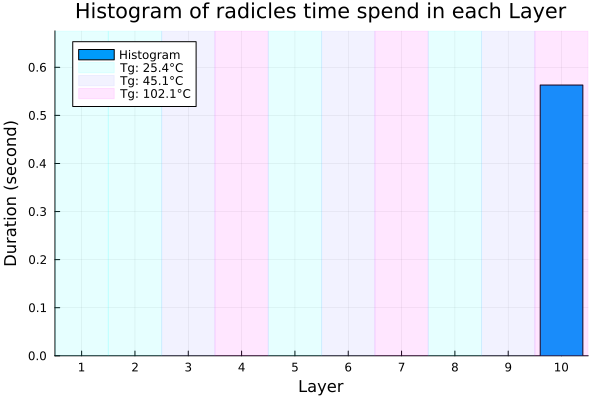 Histogram of radicles time spend in each Layer
Histogram
Tg: 25.4°C
Tg: 45.1°C
Tg: 102.1°C
Duration (second)
0.6
0.5
0.4
0.3
0.2
0.1
0.0
1 2 3 4 5 6 7 8 9 10
Layer